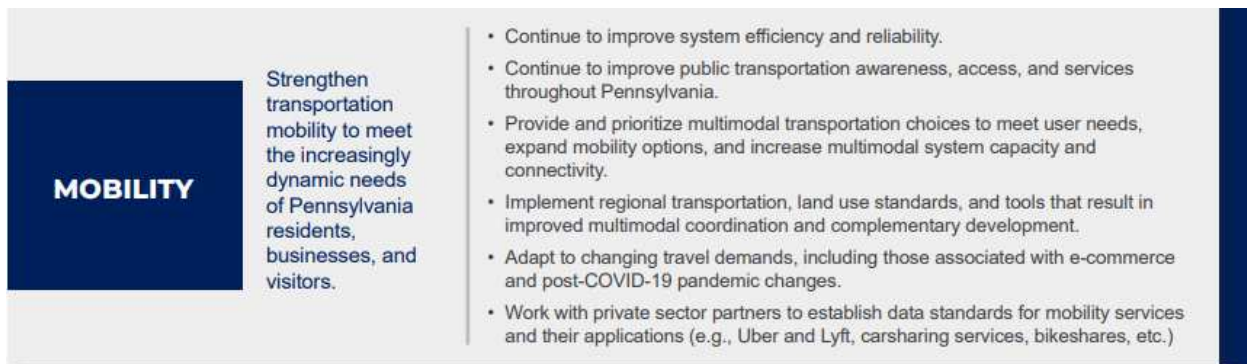 MOBILITY
Strengthen
transportation
mobility to meet
the increasingly
dynamic needs
of Pennsylvania
residents,
businesses, and
visitors.
• Continue to improve system efficiency and reliability.
• Continue to improve public transportation awareness, access, and services
throughout Pennsylvania.
• Provide and prioritize multimodal transportation choices to meet user needs,
expand mobility options, and increase multimodal system capacity and
connectivity.
• Implement regional transportation, land use standards, and tools that result in
improved multimodal coordination and complementary development.
• Adapt to changing travel demands, including those associated with e-commerce
and post-COVID-19 pandemic changes.
• Work with private sector partners to establish data standards for mobility services
and their applications (e.g., Uber and Lyft, carsharing services, bikeshares, etc.)